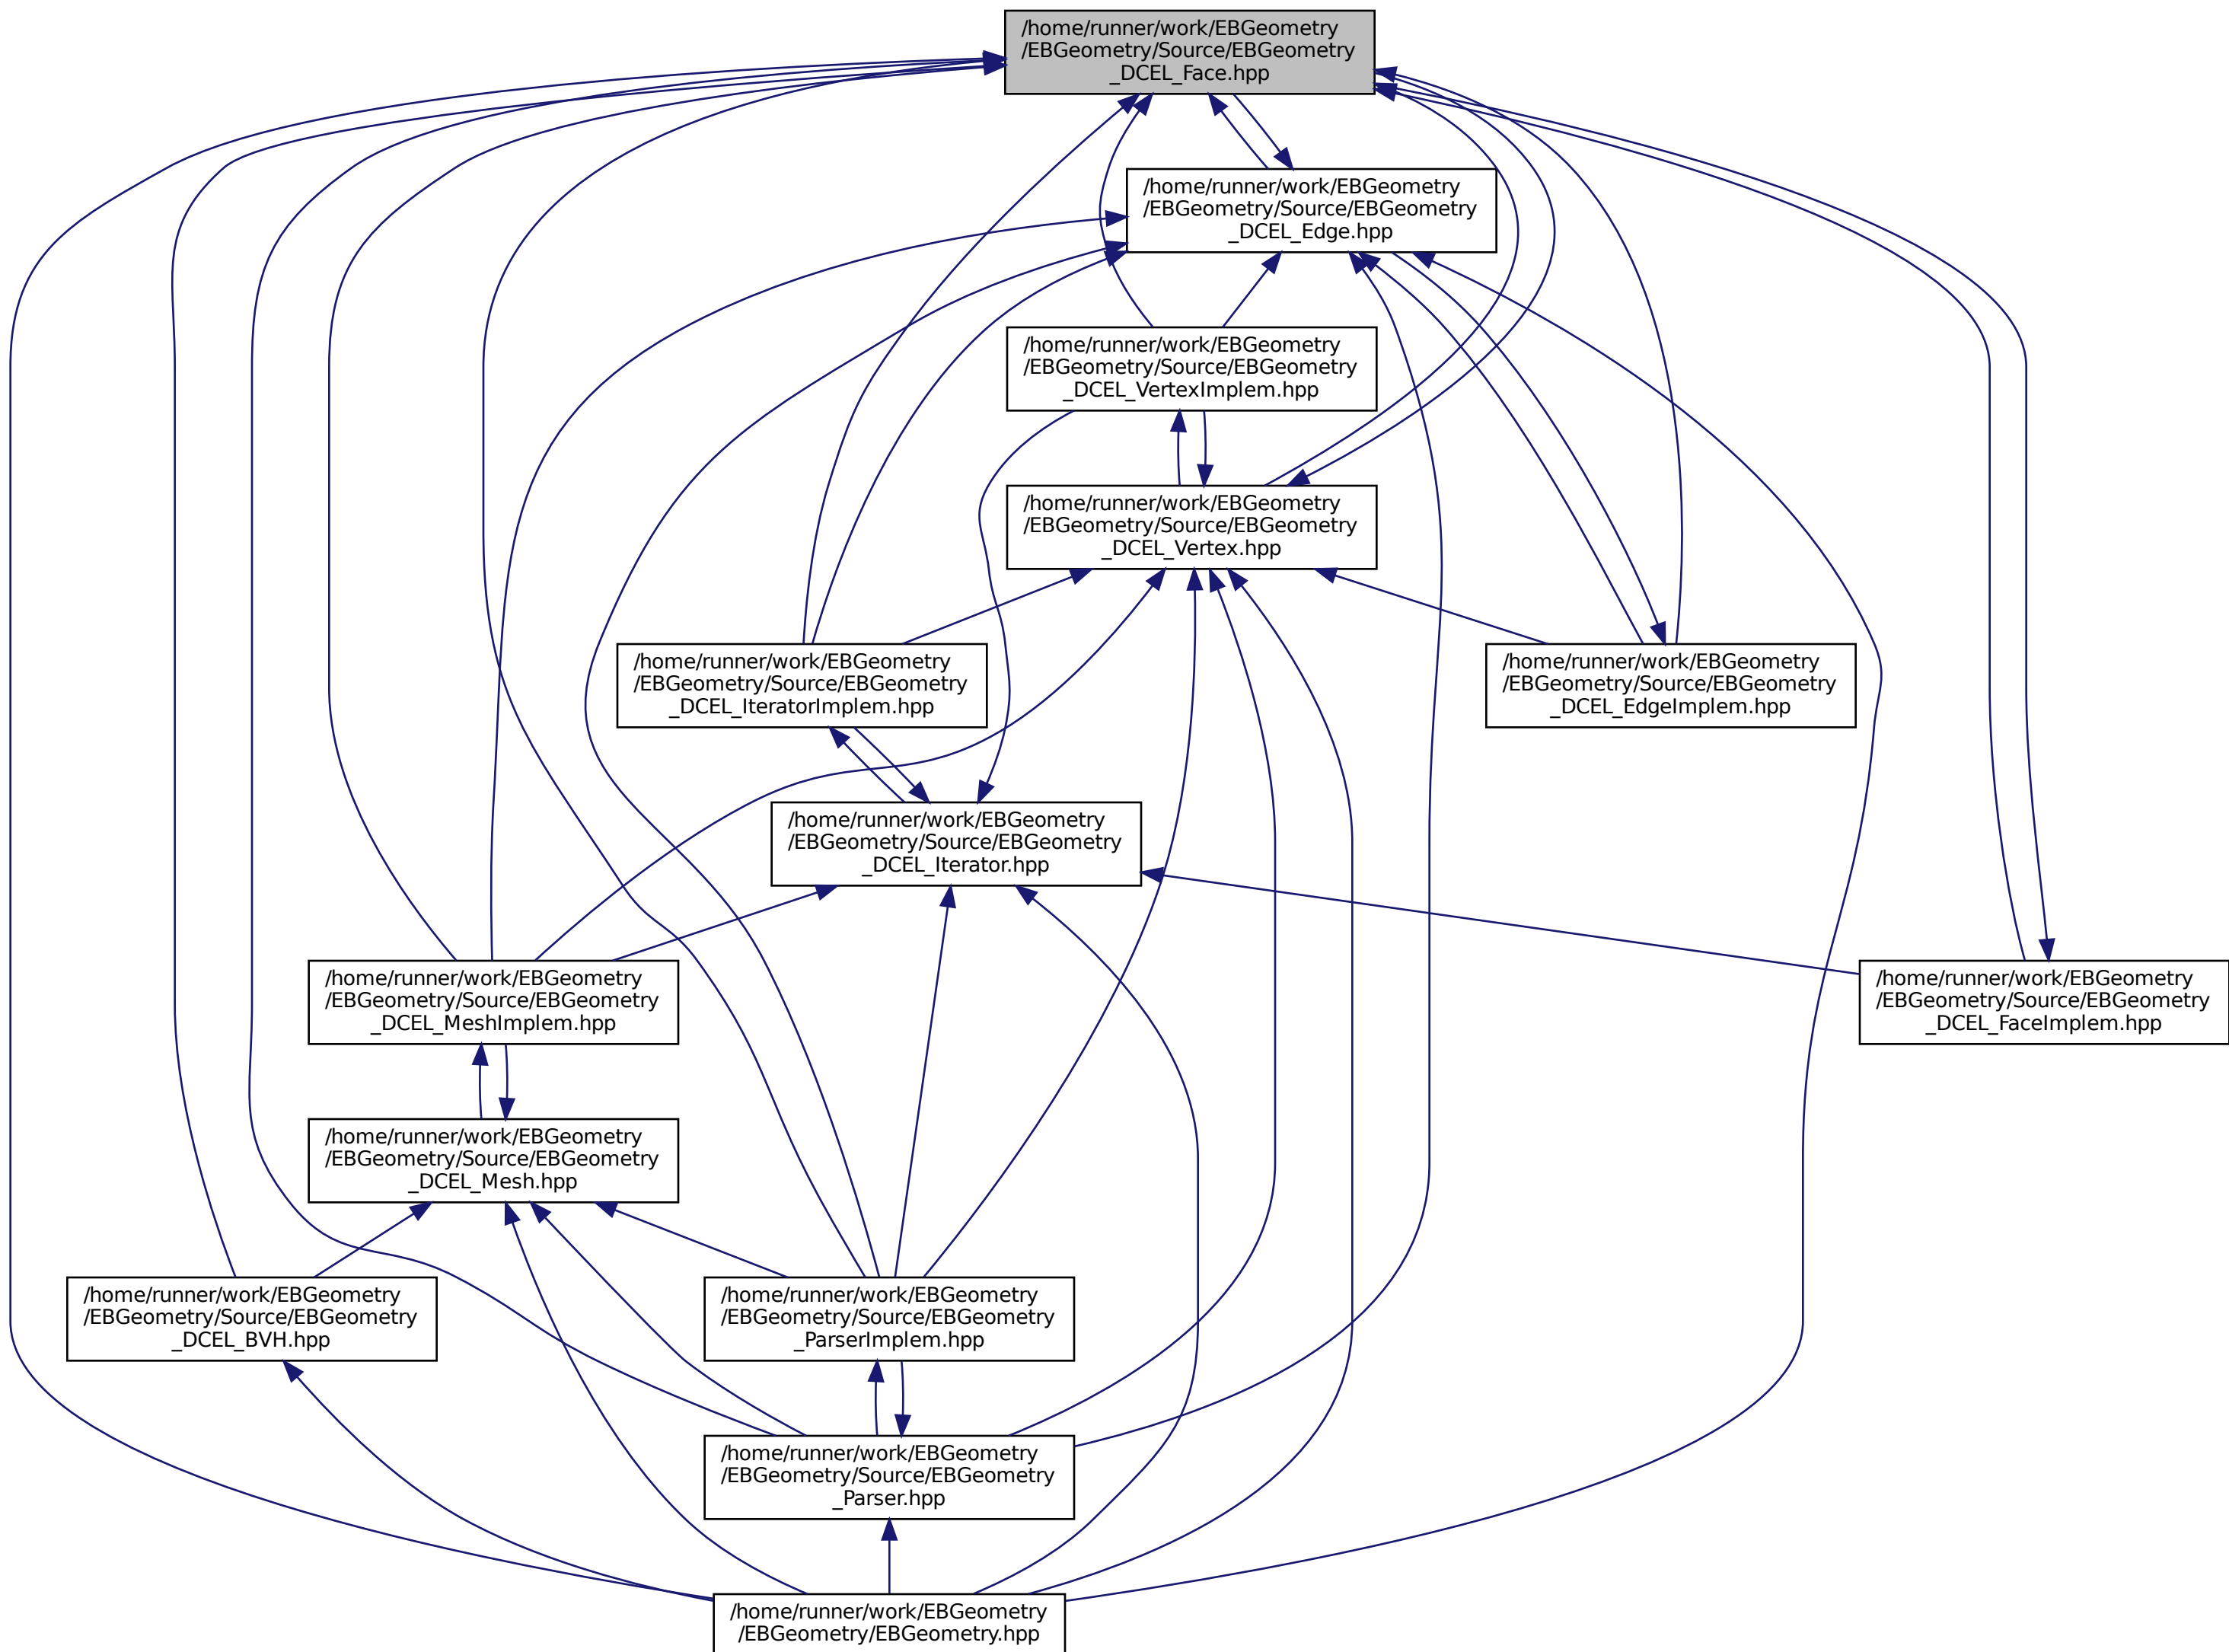 /home/runner/work/EBGeometry
/EBGeometry/Source/EBGeometry
_DCEL_Face.hpp
/home/runner/work/EBGeometry
/EBGeometry/Source/EBGeometry
_DCEL_Edge.hpp
/home/runner/work/EBGeometry
/EBGeometry/Source/EBGeometry
_DCEL_VertexImplem.hpp
/home/runner/work/EBGeometry
/EBGeometry/Source/EBGeometry
_DCEL_Vertex.hpp
/home/runner/work/EBGeometry
/EBGeometry/Source/EBGeometry
_DCEL_IteratorImplem.hpp
/home/runner/work/EBGeometry
/EBGeometry/Source/EBGeometry
_DCEL_EdgeImplem.hpp
/home/runner/work/EBGeometry
/EBGeometry/Source/EBGeometry
_DCEL_Iterator.hpp
/home/runner/work/EBGeometry
/EBGeometry/Source/EBGeometry
_DCEL_MeshImplem.hpp
/home/runner/work/EBGeometry
/EBGeometry/Source/EBGeometry
_DCEL_FaceImplem.hpp
/home/runner/work/EBGeometry
/EBGeometry/Source/EBGeometry
_DCEL_Mesh.hpp
/home/runner/work/EBGeometry
/EBGeometry/Source/EBGeometry
_DCEL_BVH.hpp
/home/runner/work/EBGeometry
/EBGeometry/Source/EBGeometry
_ParserImplem.hpp
/home/runner/work/EBGeometry
/EBGeometry/Source/EBGeometry
_Parser.hpp
/home/runner/work/EBGeometry
/EBGeometry/EBGeometry.hpp